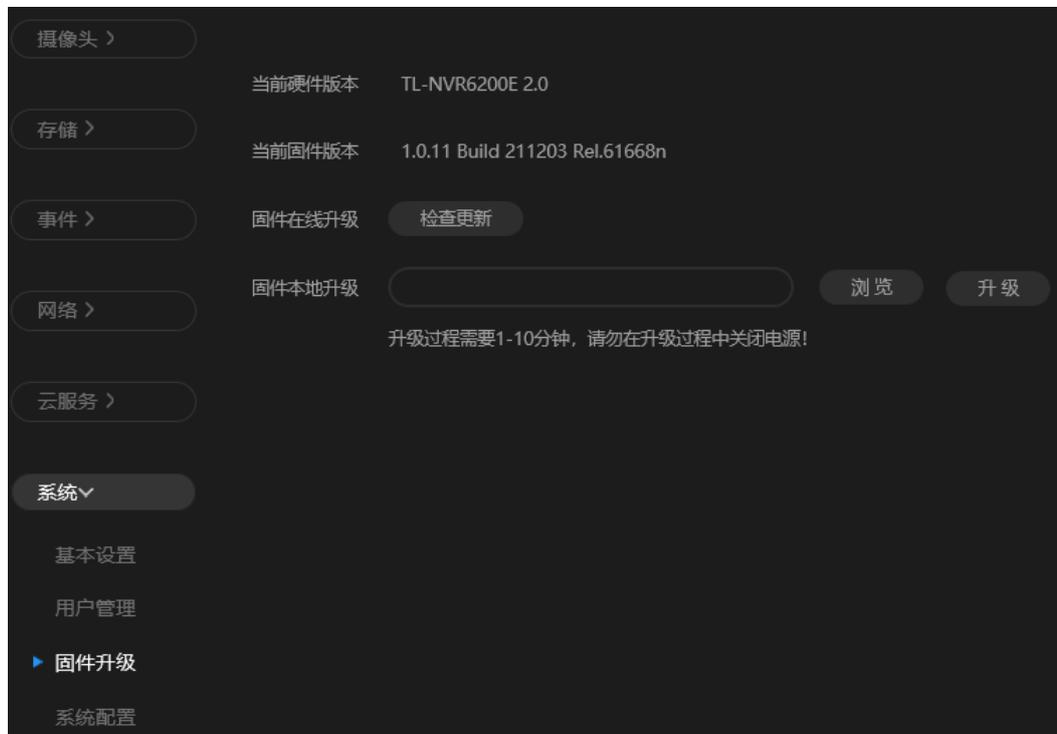 摄像头
存储
事件
网络
云服务
系统
基本设置
用户管理
固件升级
系统配置
当前硬件版本 TL-NVR6200E 2.0
当前固件版本 1.0.11 Build 211203 Rel.61668n
固件在线升级 检查更新
固件本地升级 浏览 升级
升级过程需要1-10分钟，请勿在升级过程中关闭电源！